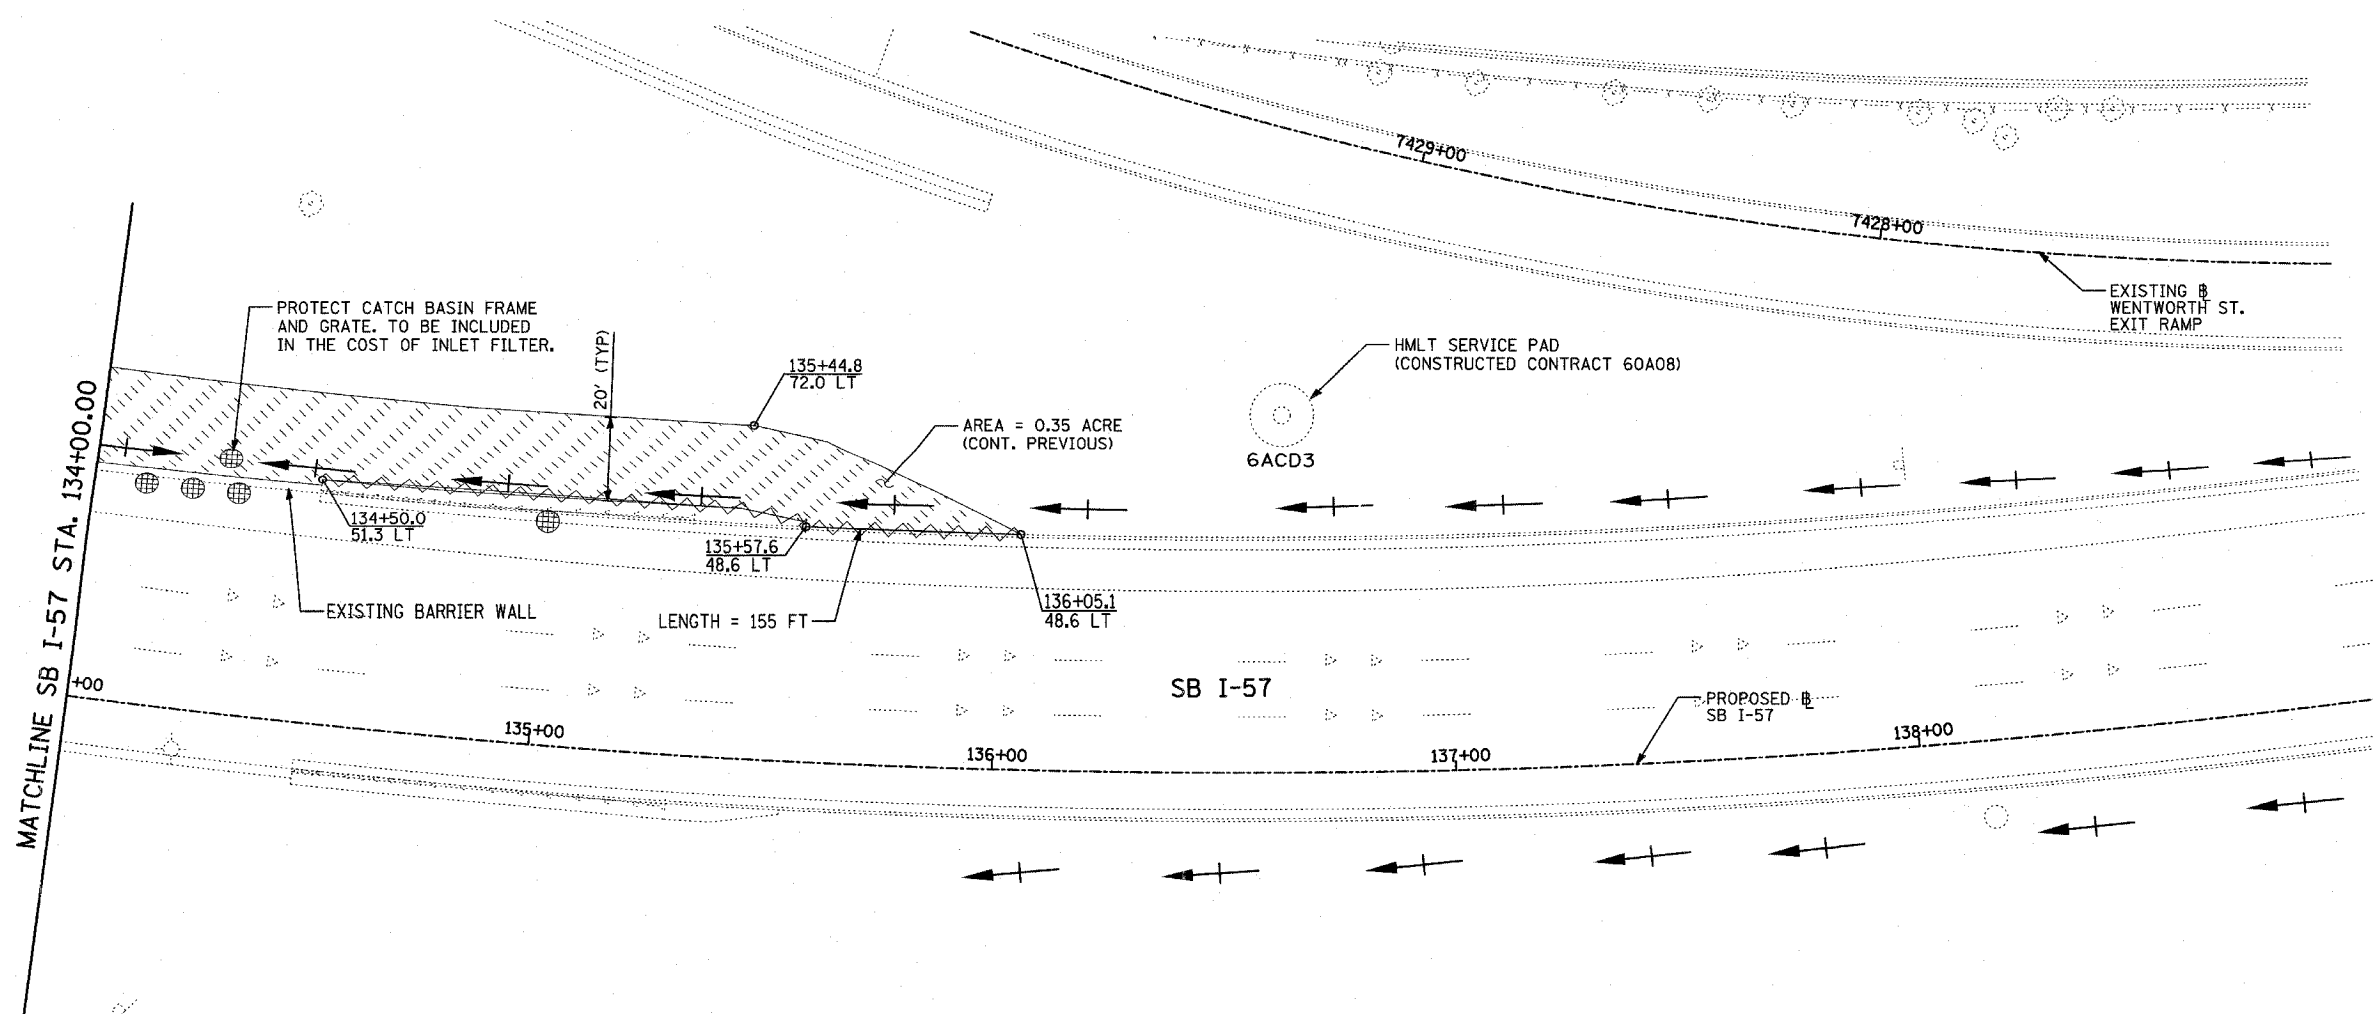 7429+00
7428+00
EXISTING ℄
WENTWORTH ST.
EXIT RAMP
PROTECT CATCH BASIN FRAME
AND GRATE. TO BE INCLUDED
IN THE COST OF INLET FILTER.
20' (TYP)
135+44.8
72.0 LT
HMLT SERVICE PAD
(CONSTRUCTED CONTRACT 60A08)
6ACD3
AREA = 0.35 ACRE
(CONT. PREVIOUS)
MATCHLINE SB I-57 STA. 134+00.00
134+50.0
51.3 LT
135+57.6
48.6 LT
EXISTING BARRIER WALL
LENGTH = 155 FT
136+05.1
48.6 LT
+00
SB I-57
PROPOSED ℄
SB I-57
135+00
136+00
137+00
138+00